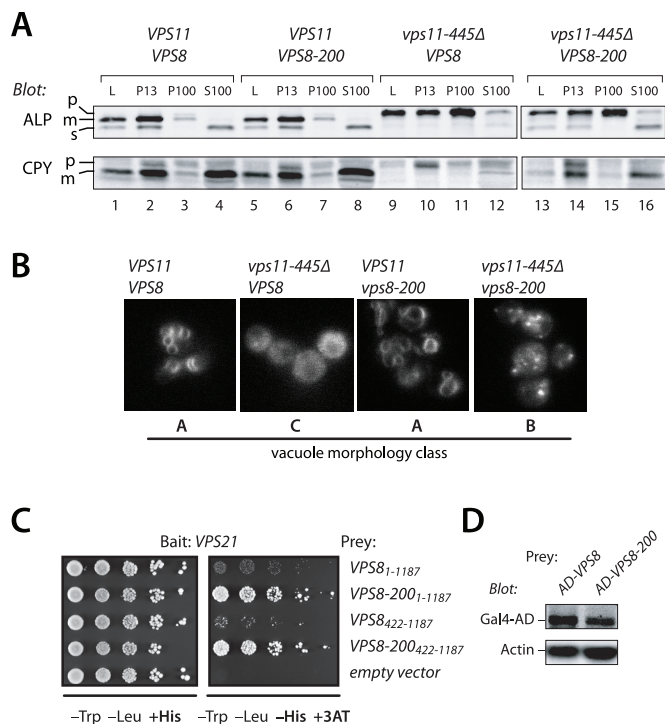 A
VPS11 VPS11 vps11-445Δ vps11-445Δ
VPS8 VPS8-200 VPS8 VPS8-200
Blot: L P13 P100 S100 L P13 P100 S100 L P13 P100 S100 L P13 P100 S100
ALP p m s
CPY p m
1 2 3 4 5 6 7 8 9 10 11 12 13 14 15 16
B
VPS11 vps11-445Δ VPS11 vps11-445Δ
VPS8 VPS8 vps8-200 vps8-200
A C A B
vacuole morphology class
C
Bait: VPS21 Prey:
VPS8₁₋₁₁₈₇
VPS8-200₁₋₁₁₈₇
VPS8₄₂₂₋₁₁₈₇
VPS8-200₄₂₂₋₁₁₈₇
empty vector
–Trp –Leu +His –Trp –Leu –His +3AT
D
Prey:
Blot: AD-VPS8 AD-VPS8-200
Gal4-AD
Actin